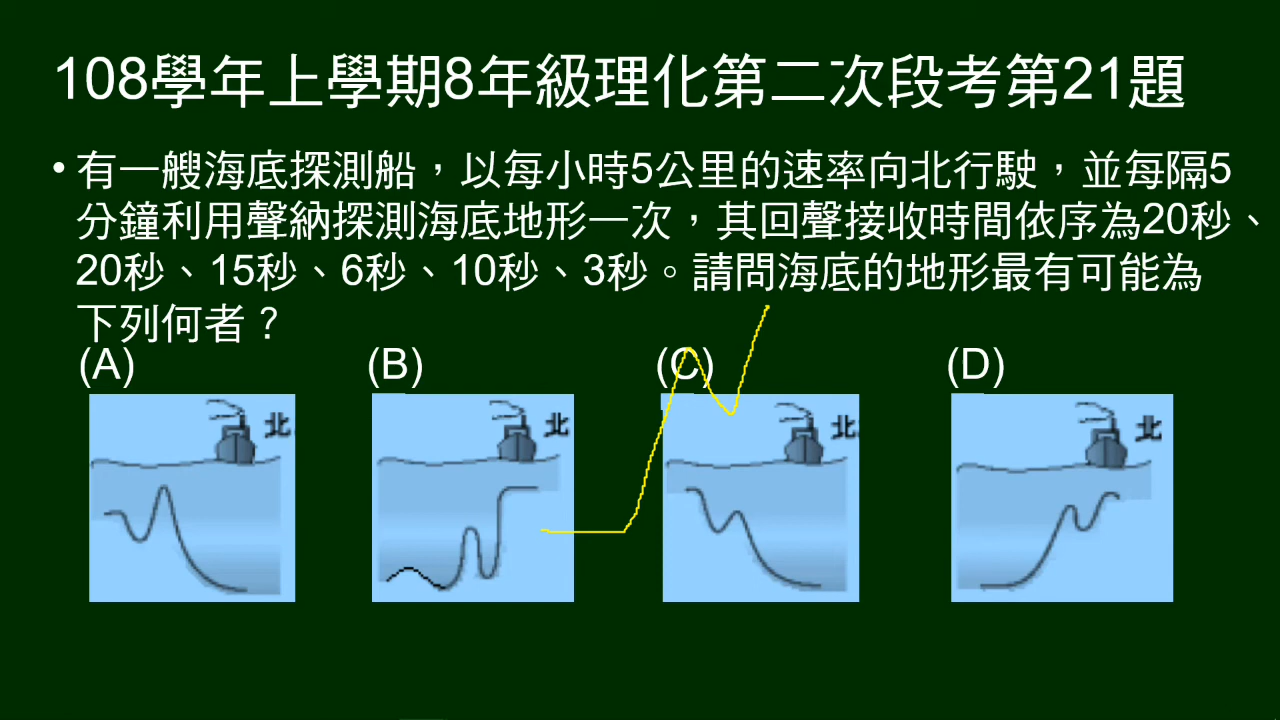 108學年上學期8年級理化第二次段考第21題
• 有一艘海底探測船，以每小時5公里的速率向北行駛，並每隔5
分鐘利用聲納探測海底地形一次，其回聲接收時間依序為20秒、
20秒、15秒、6秒、10秒、3秒。請問海底的地形最有可能為
下列何者？
(A) (B) (C) (D)
北 北 北 北